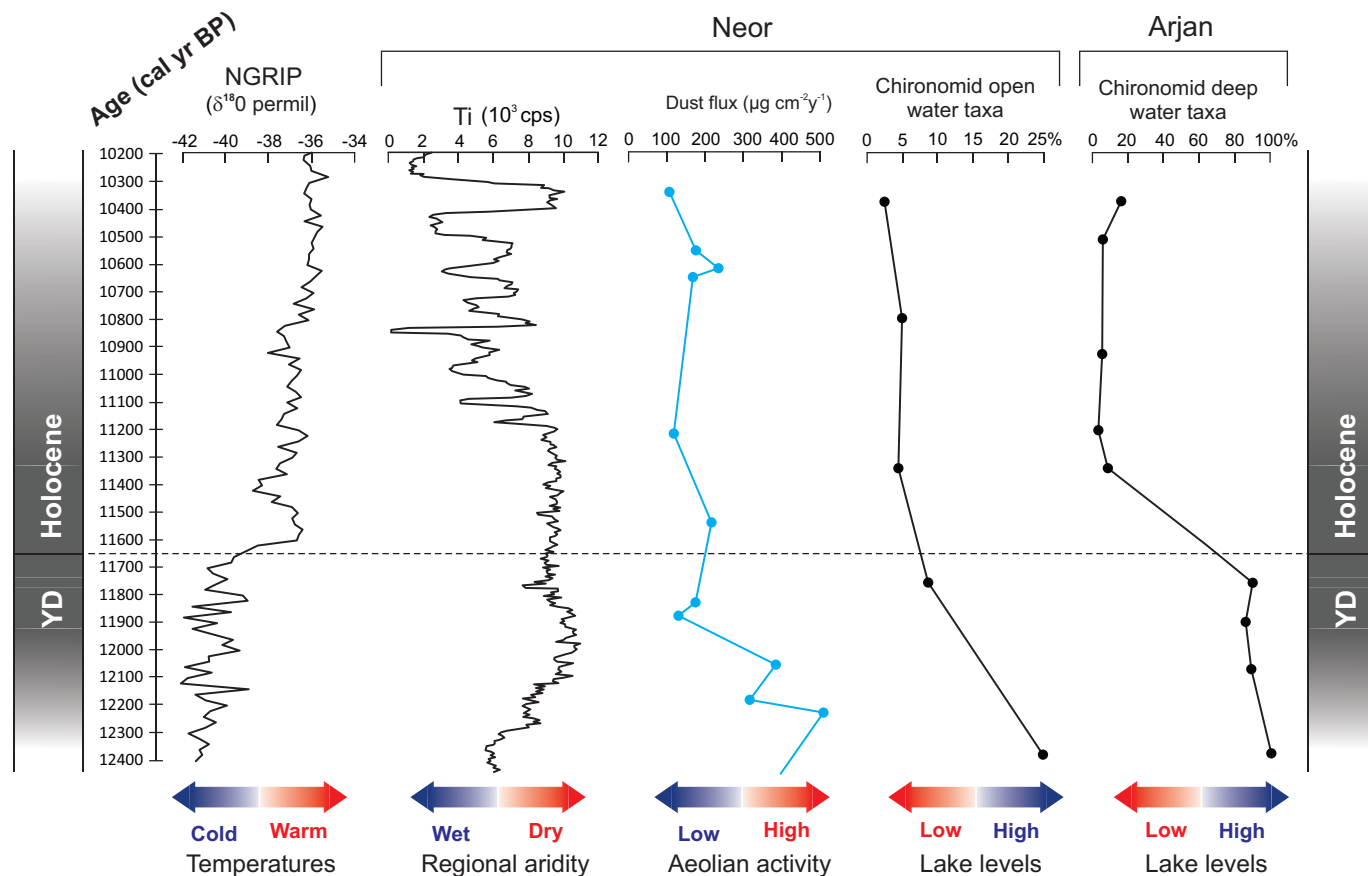 Neor
Arjan
Age (cal yr BP)
NGRIP
(δ¹⁸0 permil)
Ti (10³ cps)
Dust flux (µg cm⁻²y⁻¹)
Chironomid open
water taxa
Chironomid deep
water taxa
-42 -40 -38 -36 -34
0 2 4 6 8 10 12
0 100 200 300 400 500
0 5 10 15 20 25%
0 20 40 60 80 100%
10200
10300
10400
10500
10600
10700
10800
10900
11000
11100
11200
11300
11400
11500
11600
11700
11800
11900
12000
12100
12200
12300
12400
Holocene
YD
Holocene
YD
Cold Warm
Temperatures
Wet Dry
Regional aridity
Low High
Aeolian activity
Low High
Lake levels
Low High
Lake levels